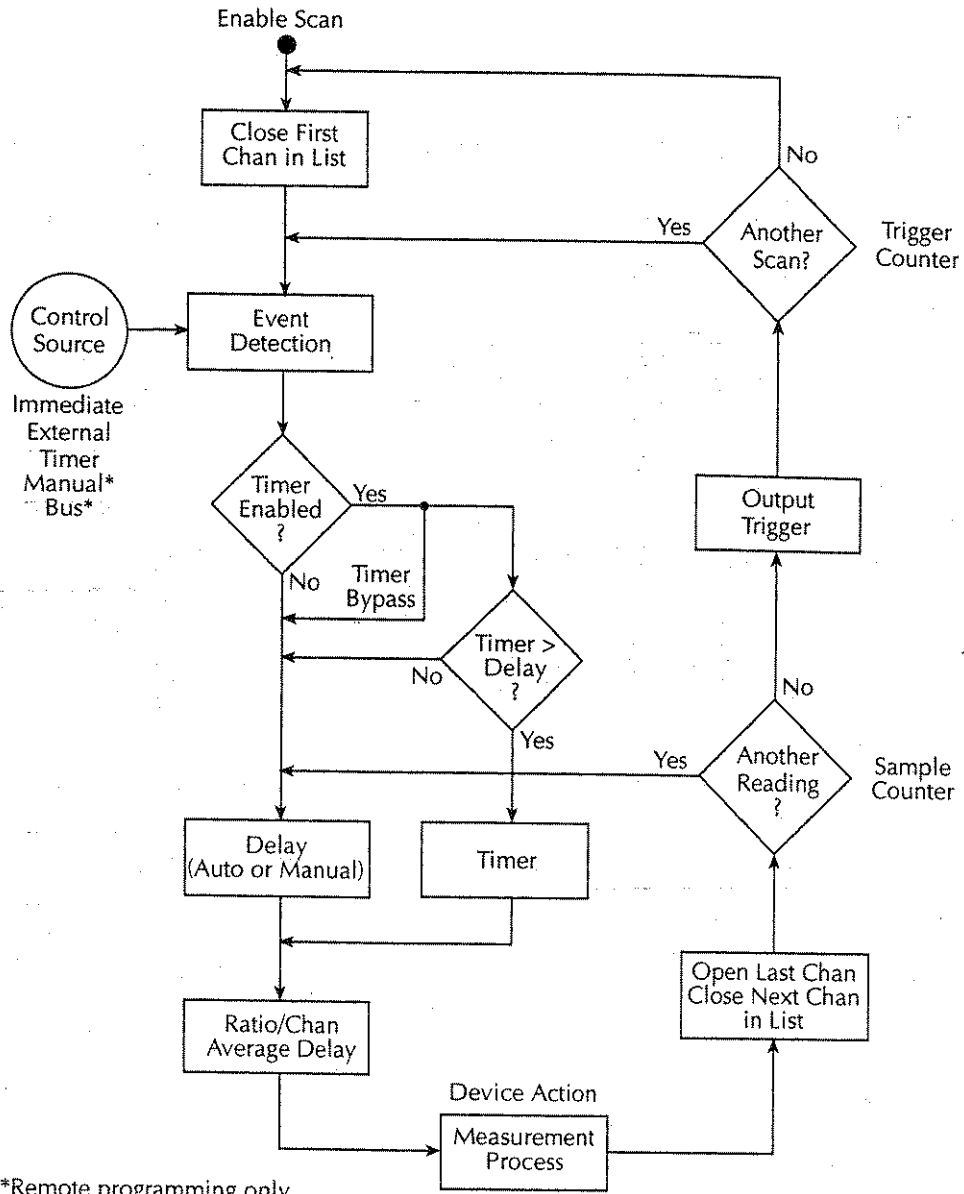 Enable Scan
Close First
Chan in List
No
Yes
Another
Scan?
Trigger
Counter
Control
Source
Event
Detection
Immediate
External
Timer
Manual*
Bus*
Timer
Enabled
?
Yes
No
Timer
Bypass
Output
Trigger
Timer >
Delay
?
No
Yes
No
Yes
Another
Reading
?
Sample
Counter
Delay
(Auto or Manual)
Timer
Open Last Chan
Close Next Chan
in List
Ratio/Chan
Average Delay
Device Action
Measurement
Process
*Remote programming only